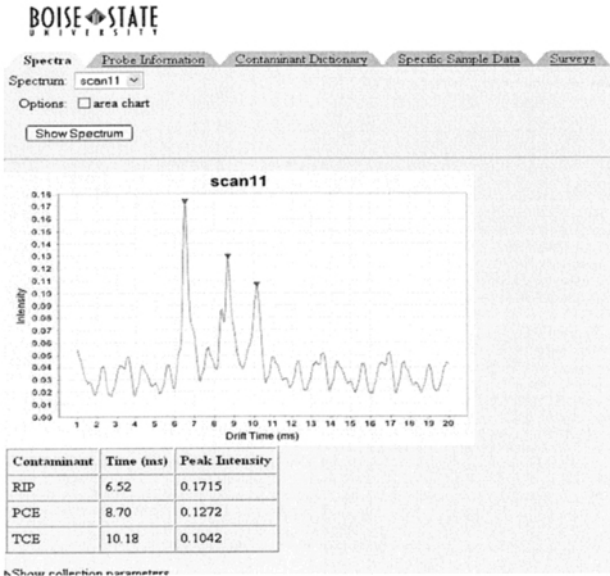 BOISE STATE
UNIVERSITY
Spectra Probe Information Contaminant Dictionary Specific Sample Data Surveys
Spectrum: scan11
Options: area chart
Show Spectrum
scan11
0.18
0.17
0.16
0.15
0.14
0.13
0.12
0.11
0.10
0.09
0.08
0.07
0.06
0.05
0.04
0.03
0.02
0.01
0.00
Intensity
1 2 3 4 5 6 7 8 9 10 11 12 13 14 15 16 17 18 19 20
Drift Time (ms)
Contaminant Time (ms) Peak Intensity
RIP 6.52 0.1715
PCE 8.70 0.1272
TCE 10.18 0.1042
Show collection parameters